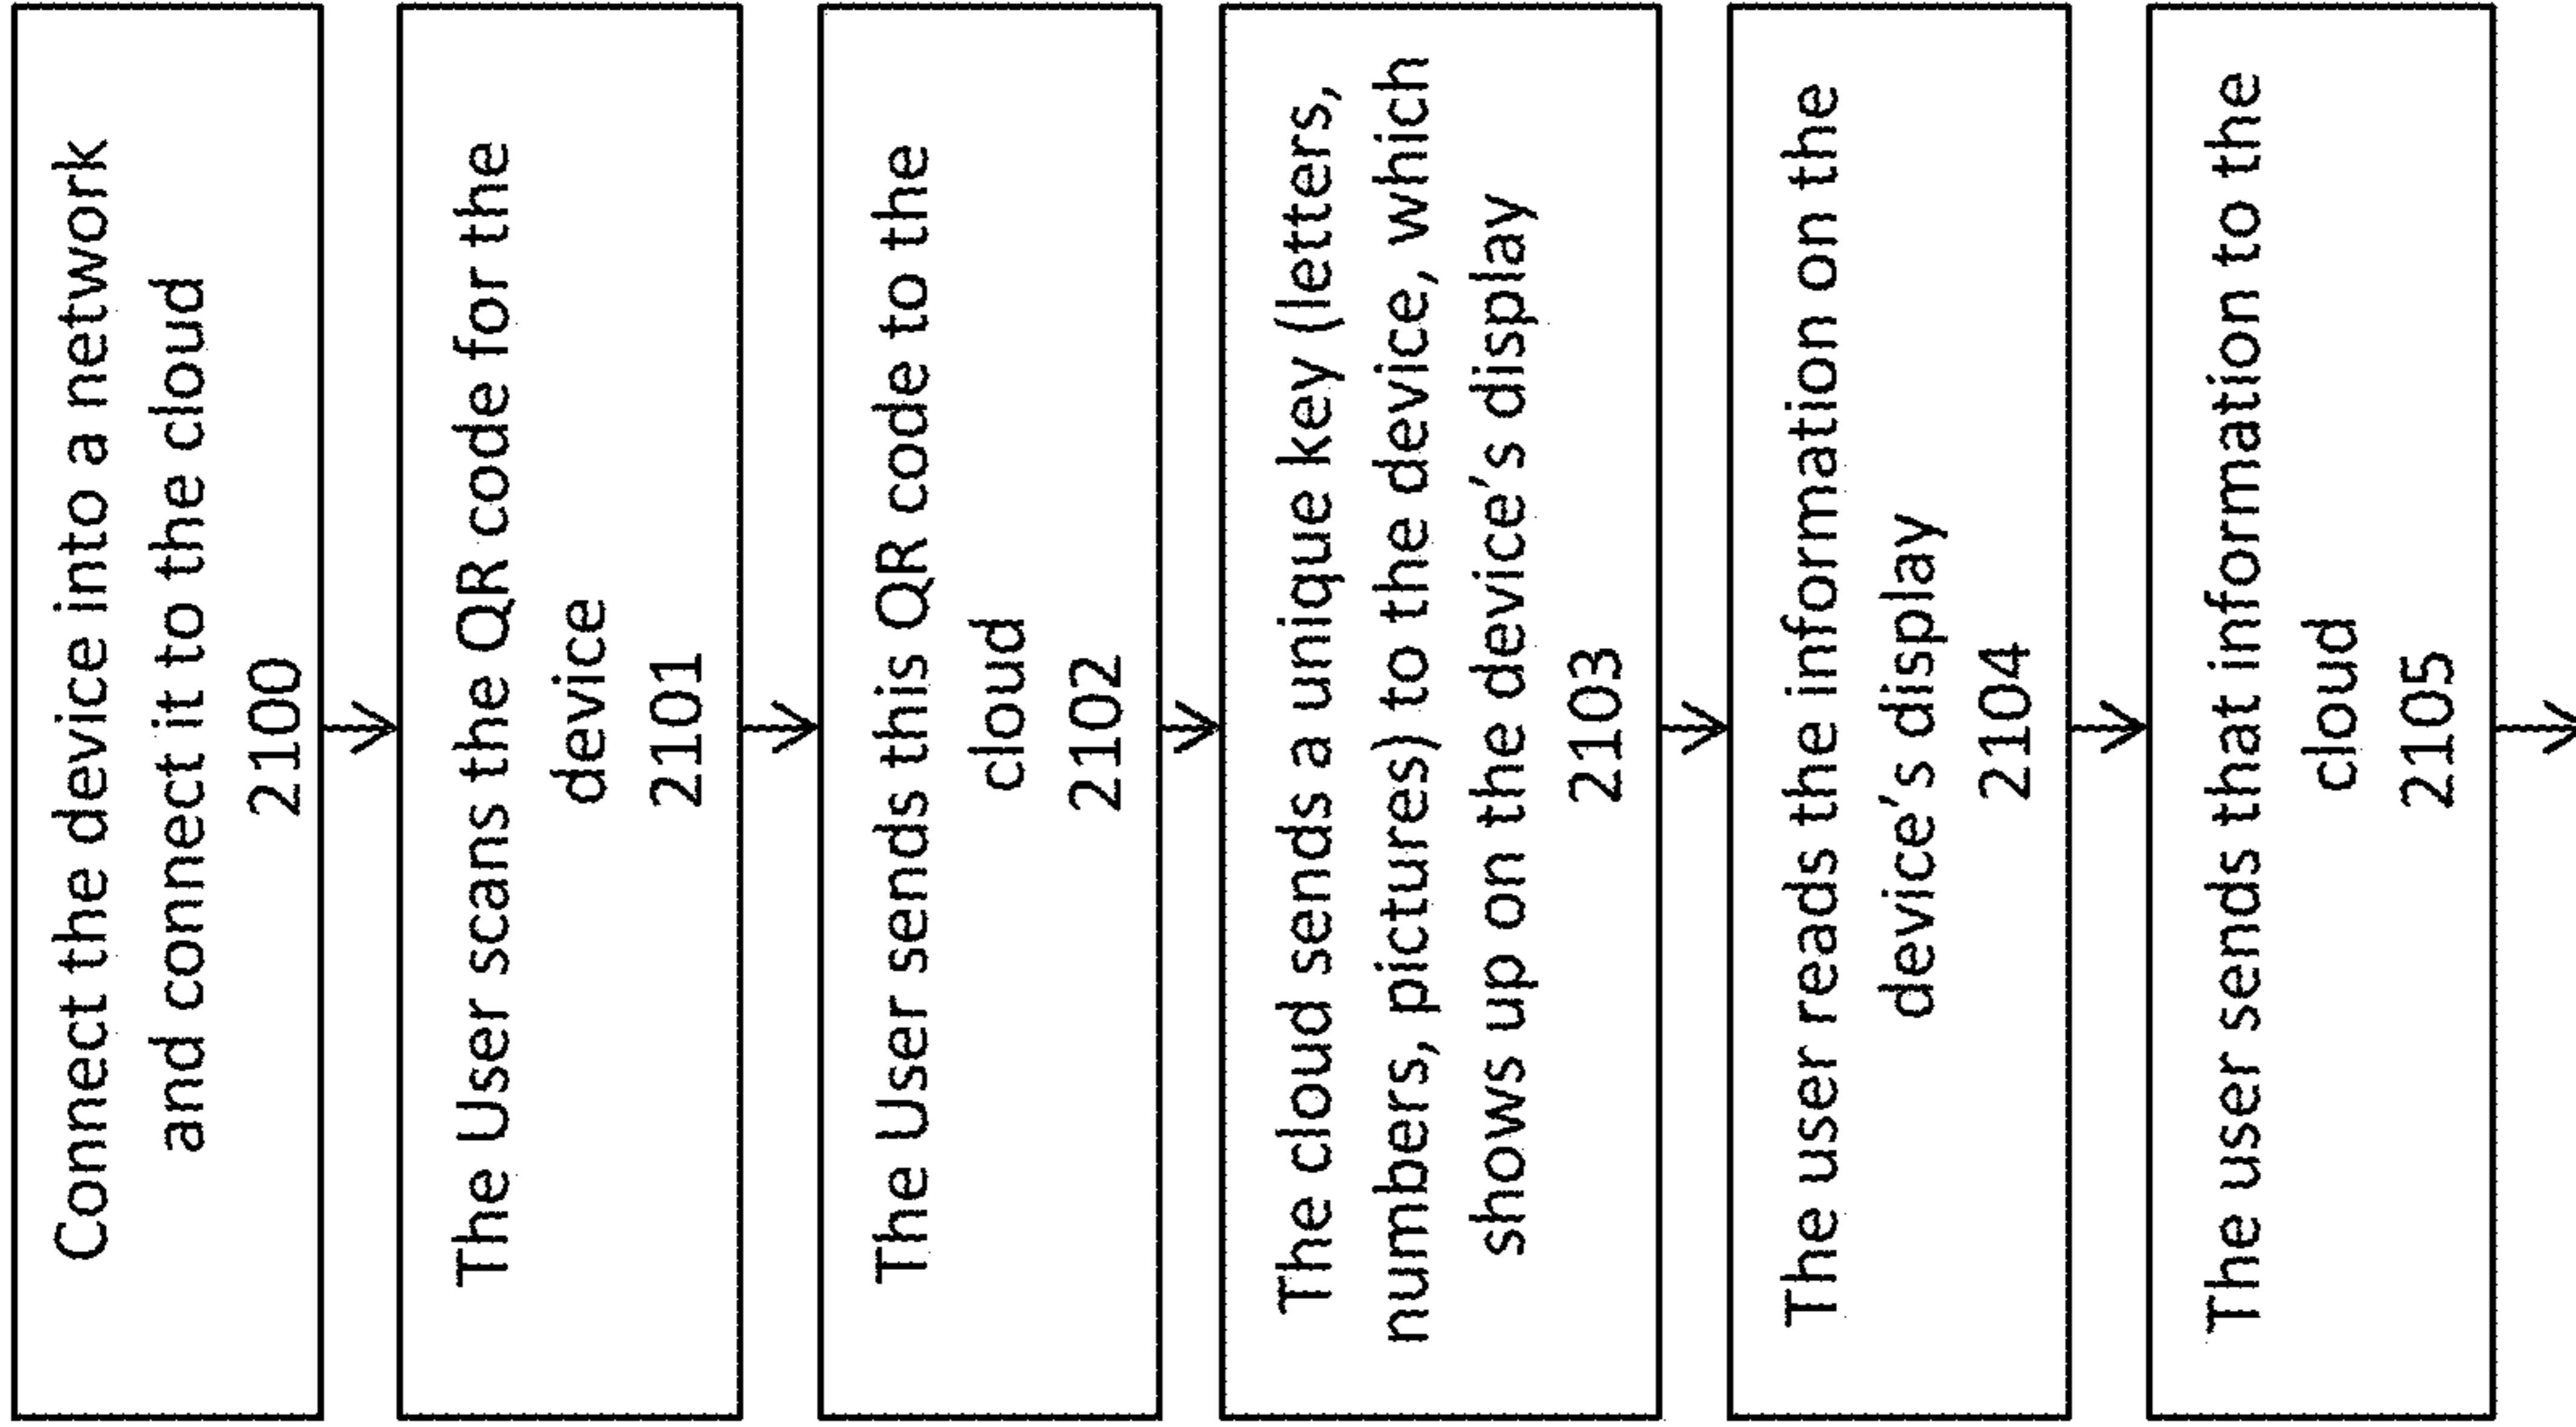 Connect the device into a network
and connect it to the cloud
2100
The User scans the QR code for the
device
2101
The User sends this QR code to the
cloud
2102
The cloud sends a unique key (letters,
numbers, pictures) to the device, which
shows up on the device's display
2103
The user reads the information on the
device's display
2104
The user sends that information to the
cloud
2105